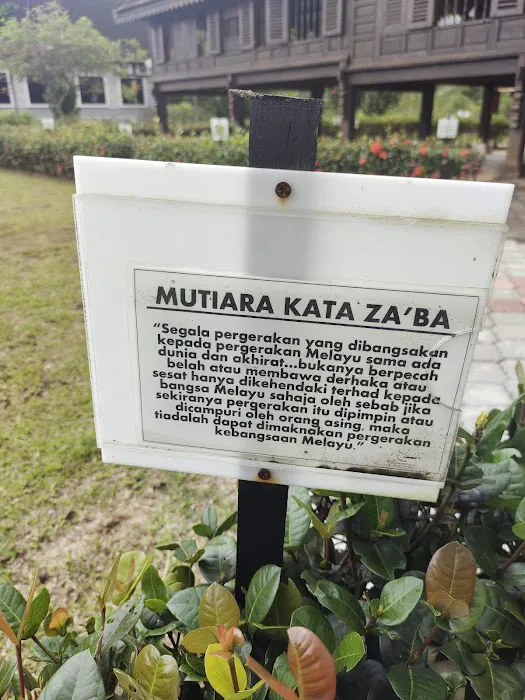 MUTIARA KATA ZA'BA
"Segala pergerakan yang dibangsakan
kepada pergerakan Melayu sama ada
dunia dan akhirat...bukanya berpecah
belah atau membawa derhaka atau
sesat hanya dikehendaki terhad kepada
bangsa Melayu sahaja oleh sebab jika
sekiranya pergerakan itu dipimpin atau
dicampuri oleh orang asing, maka
tiadalah dapat dimaknakan pergerakan
kebangsaan Melayu."